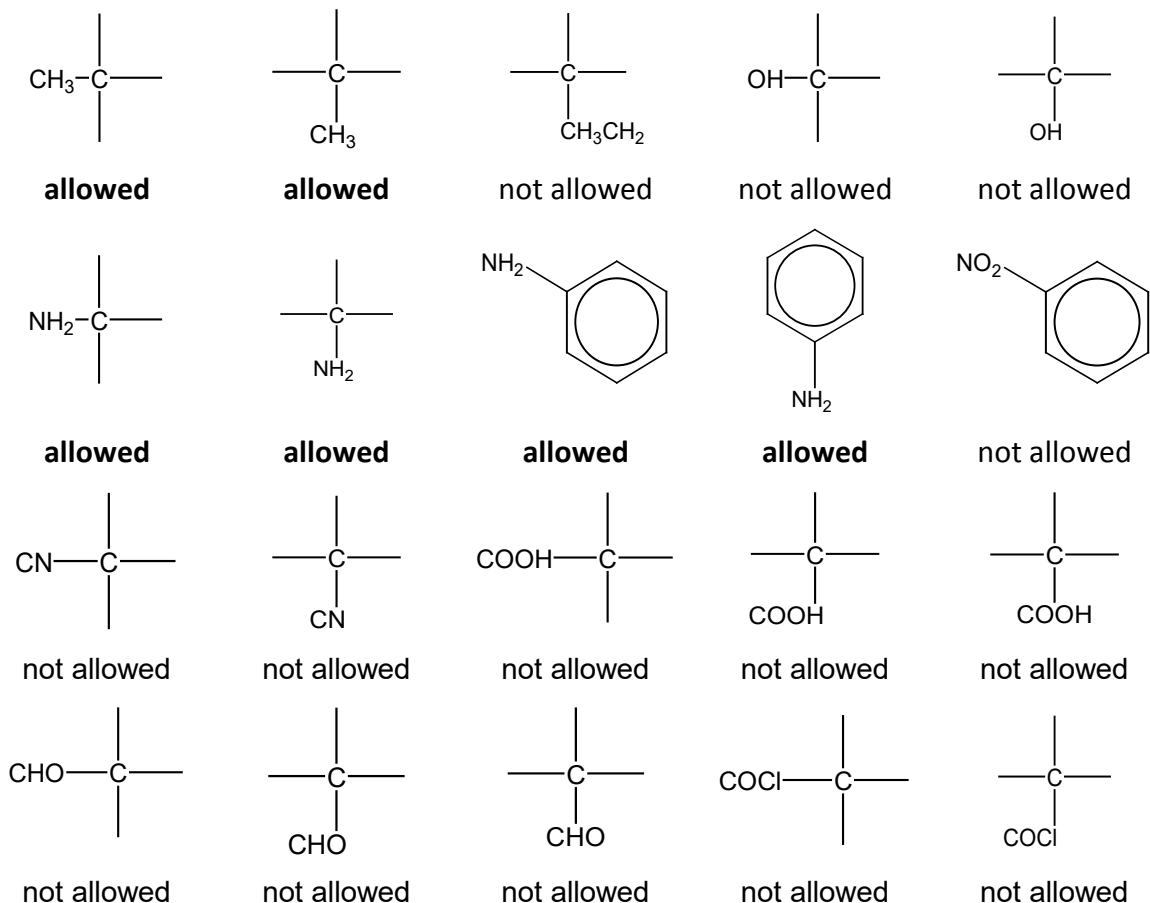 CH₃ C C C OH C C
CH₃ CH₃CH₂ OH
allowed allowed not allowed not allowed not allowed
NH₂ C C NH₂ NO₂
NH₂ NH₂
allowed allowed allowed allowed not allowed
CN C C COOH C C C
CN COOH COOH
not allowed not allowed not allowed not allowed not allowed
CHO C C C COCl C C
CHO CHO COCl
not allowed not allowed not allowed not allowed not allowed